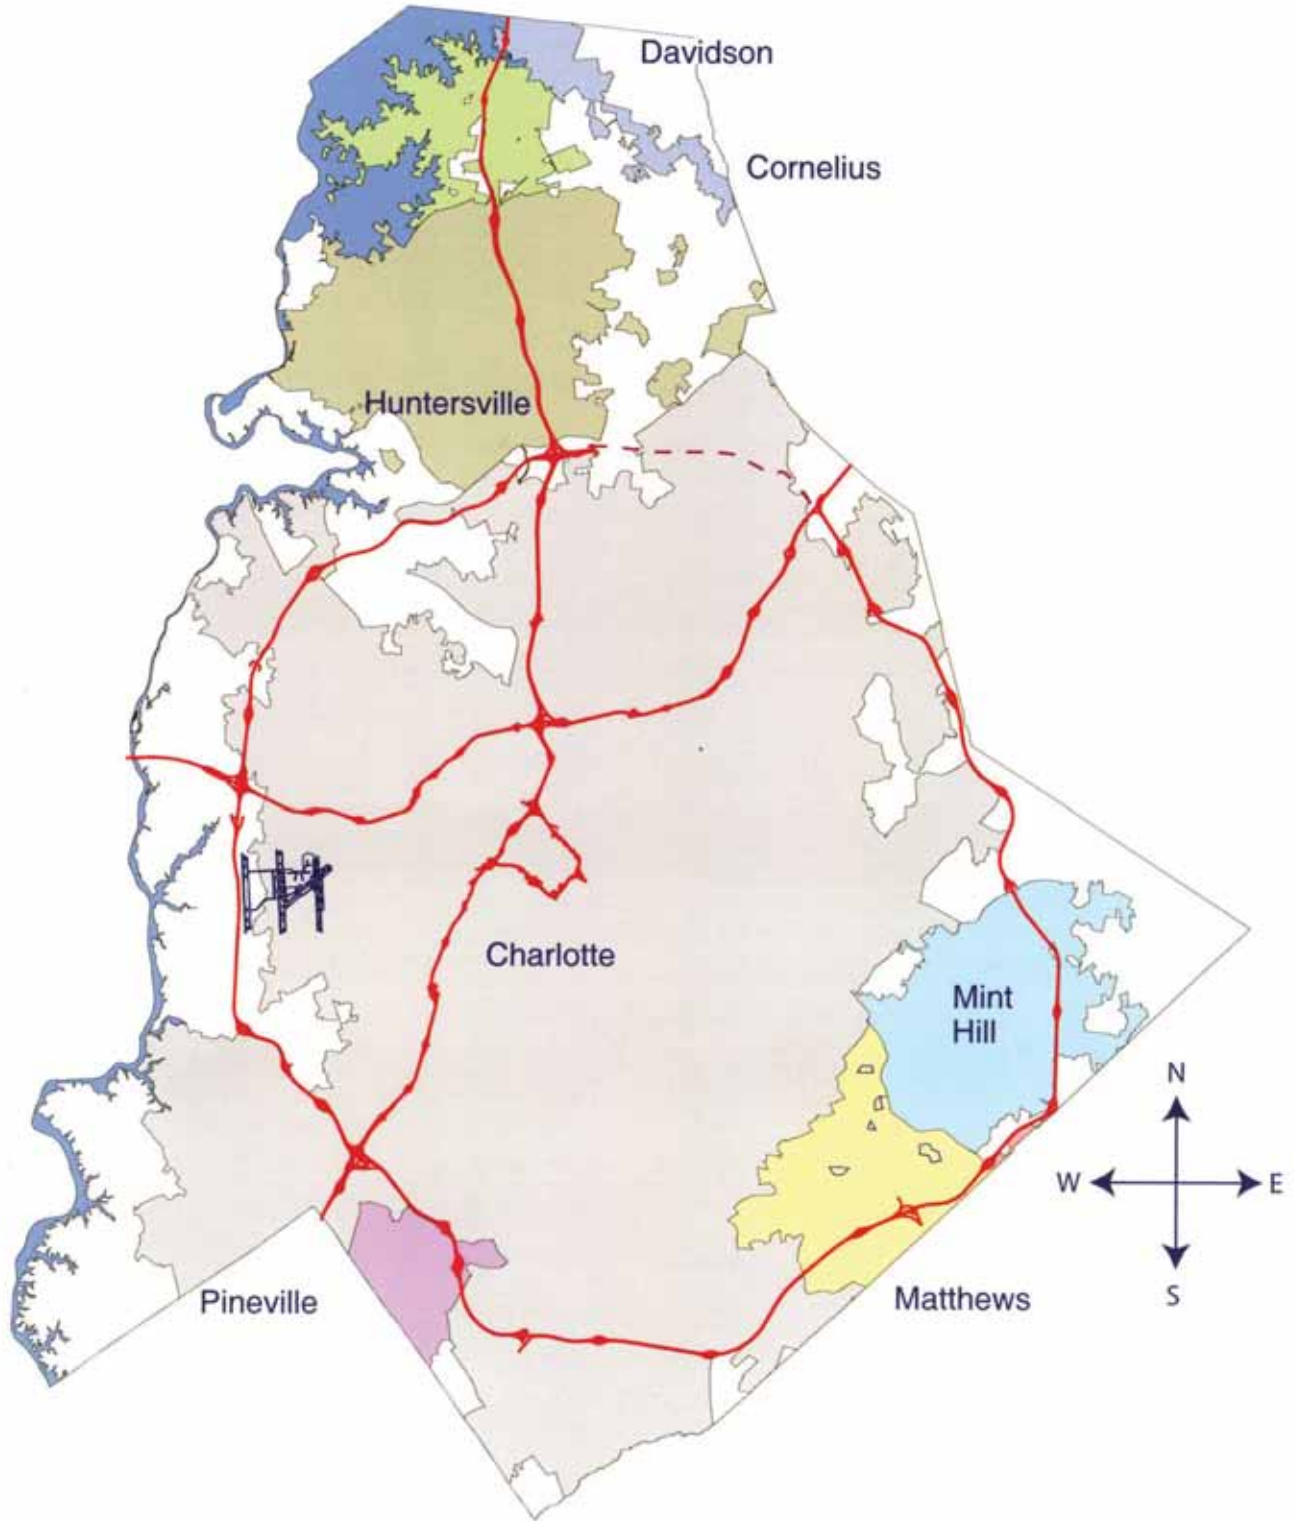 Davidson
Cornelius
Huntersville
Charlotte
Mint
Hill
N
W
E
S
Pineville
Matthews